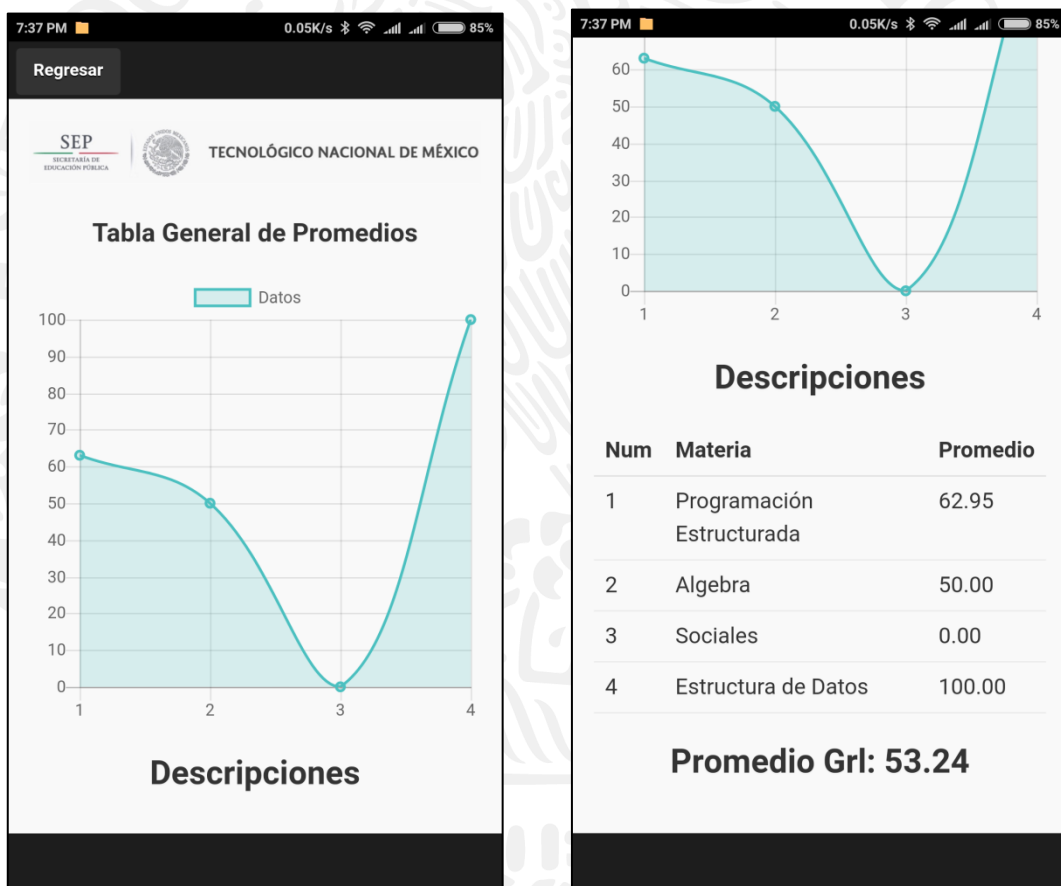 7:37 PM 0.05K/s 85%
Regresar
SEP
SECRETARÍA DE
EDUCACIÓN PÚBLICA
ESTADOS UNIDOS MEXICANOS
TECNOLÓGICO NACIONAL DE MÉXICO
Tabla General de Promedios
Datos
100
90
80
70
60
50
40
30
20
10
0
1 2 3 4
Descripciones
7:37 PM 0.05K/s 85%
60
50
40
30
20
10
0
1 2 3 4
Descripciones
Num Materia Promedio
1 Programación 62.95
Estructurada
2 Algebra 50.00
3 Sociales 0.00
4 Estructura de Datos 100.00
Promedio Grl: 53.24